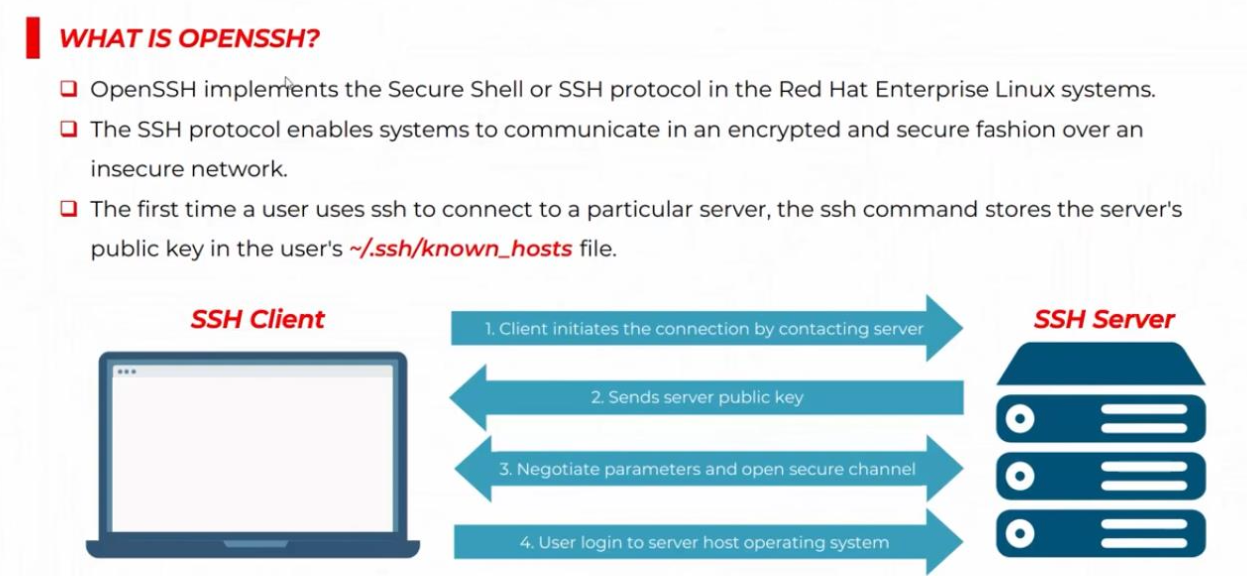 WHAT IS OPENSSH?
OpenSSH implements the Secure Shell or SSH protocol in the Red Hat Enterprise Linux systems.
The SSH protocol enables systems to communicate in an encrypted and secure fashion over an
insecure network.
The first time a user uses ssh to connect to a particular server, the ssh command stores the server's
public key in the user's ~/.ssh/known_hosts file.
SSH Client
SSH Server
1. Client initiates the connection by contacting server
2. Sends server public key
3. Negotiate parameters and open secure channel
4. User login to server host operating system